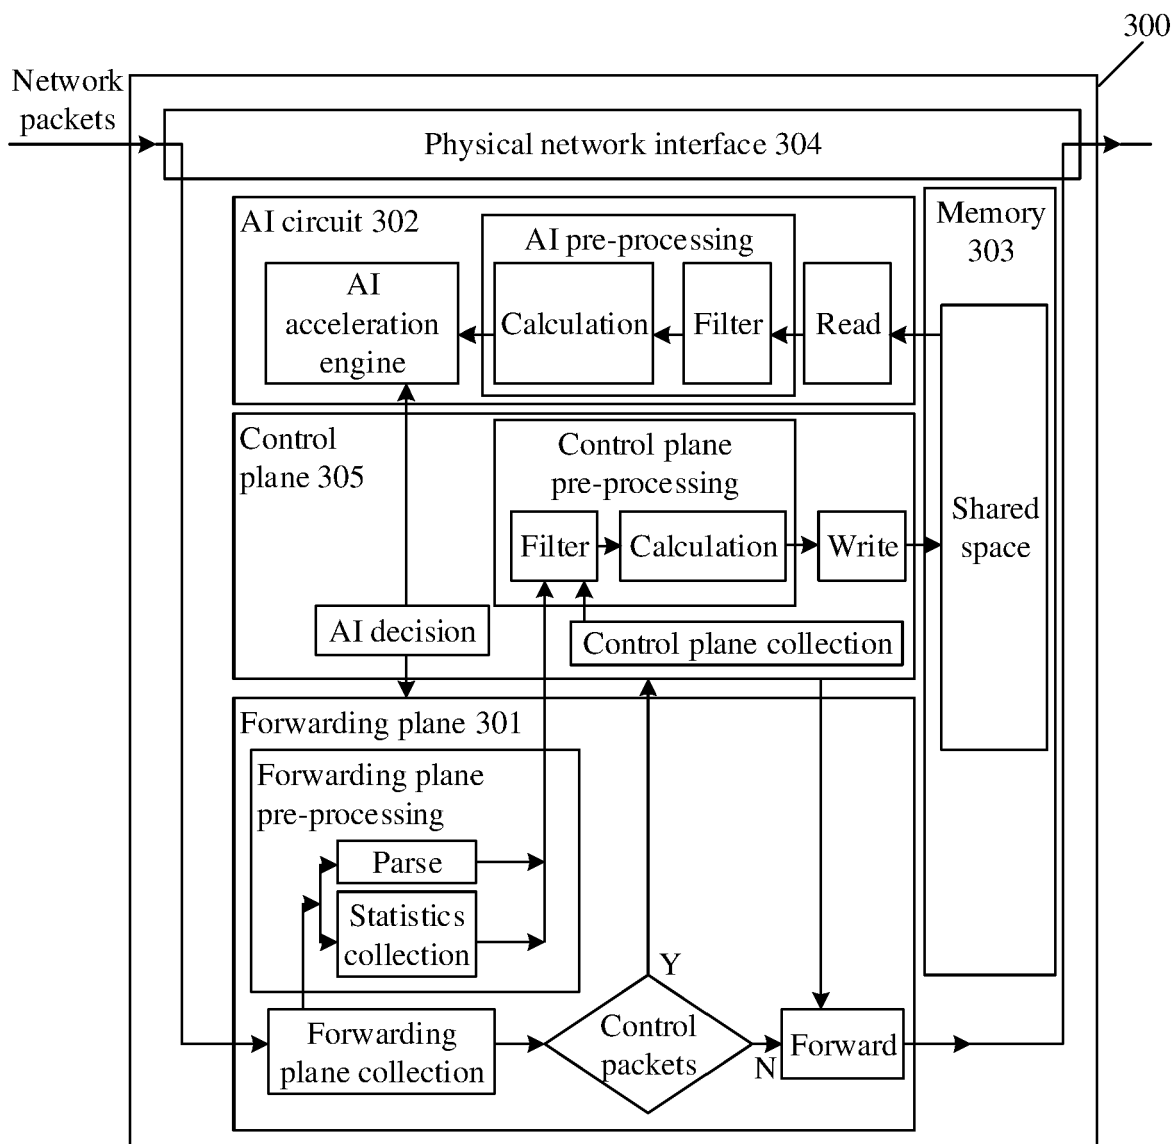 300
Network
packets
Physical network interface 304
AI circuit 302
AI pre-processing
Memory
303
AI
acceleration
engine
Calculation
Filter
Read
Control
plane 305
Control plane
pre-processing
Filter
Calculation
Write
Shared
space
AI decision
Control plane collection
Forwarding plane 301
Forwarding plane
pre-processing
Parse
Statistics
collection
Y
Forwarding
plane collection
Control
packets
N
Forward